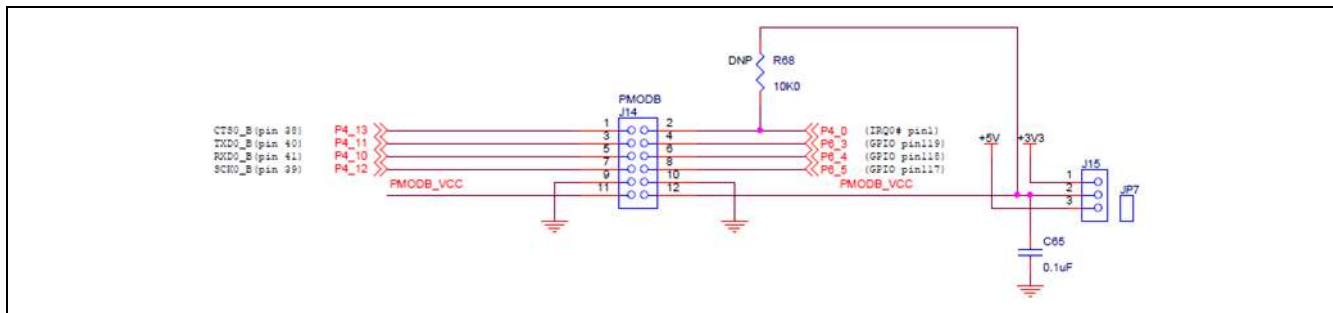 DNP R68
10K0
PMODB
J14
CTS0_B(pin 38) P4_13 1 2 P4_0 (IRQ0# pin1)
TXD0_B(pin 40) P4_11 3 4 P6_3 (GPIO pin119)
RXD0_B(pin 41) P4_10 5 6 P6_4 (GPIO pin118)
SCK0_B(pin 39) P4_12 7 8 P6_5 (GPIO pin117)
9 10
PMODB_VCC 11 12 PMODB_VCC
+5V +3V3
J15
1
2
3
JP7
C65
0.1uF